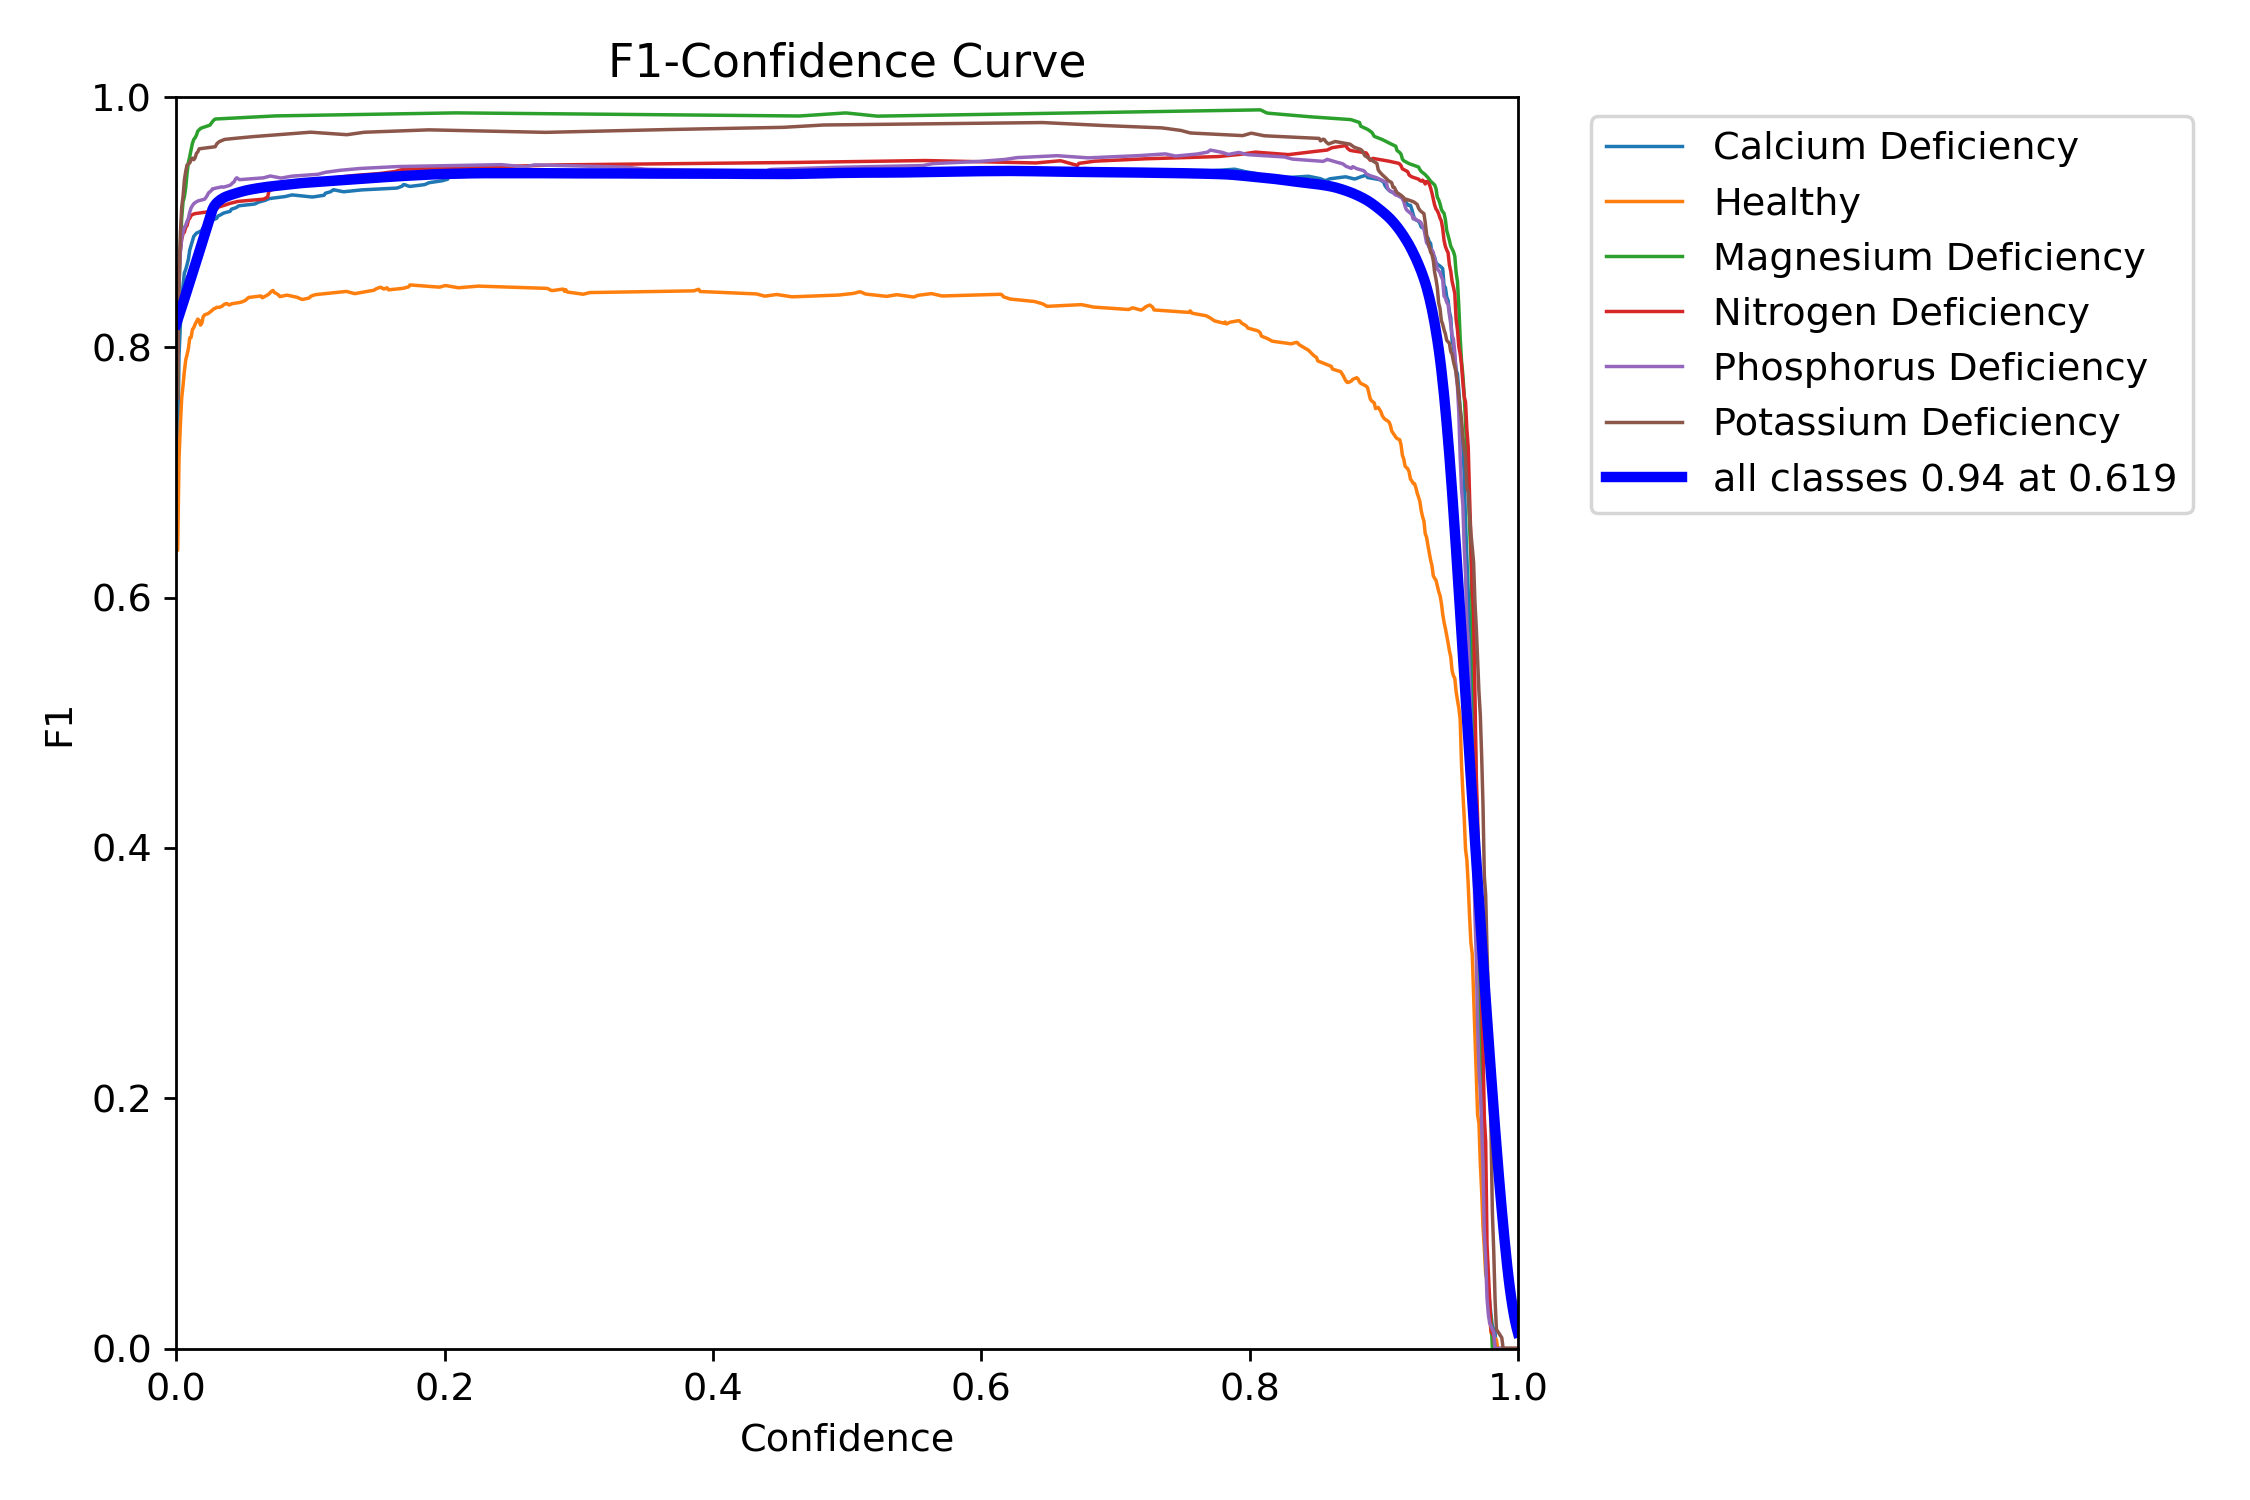 F1-Confidence Curve
1.0
0.8
0.6
0.4
0.2
0.0
F1
0.0 0.2 0.4 0.6 0.8 1.0
Confidence
Calcium Deficiency
Healthy
Magnesium Deficiency
Nitrogen Deficiency
Phosphorus Deficiency
Potassium Deficiency
all classes 0.94 at 0.619